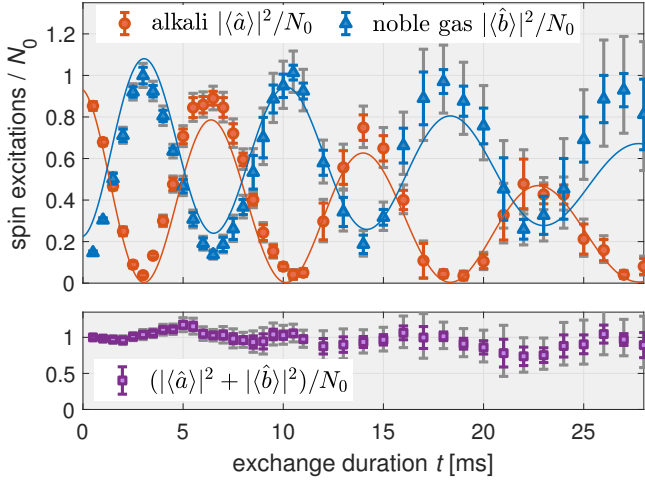 alkali |⟨â⟩|²/N₀ noble gas |⟨b̂⟩|²/N₀
1.2
1
0.8
0.6
0.4
0.2
0
spin excitations / N₀
1
0.5
0
(|⟨â⟩|² + |⟨b̂⟩|²)/N₀
0 5 10 15 20 25
exchange duration t [ms]